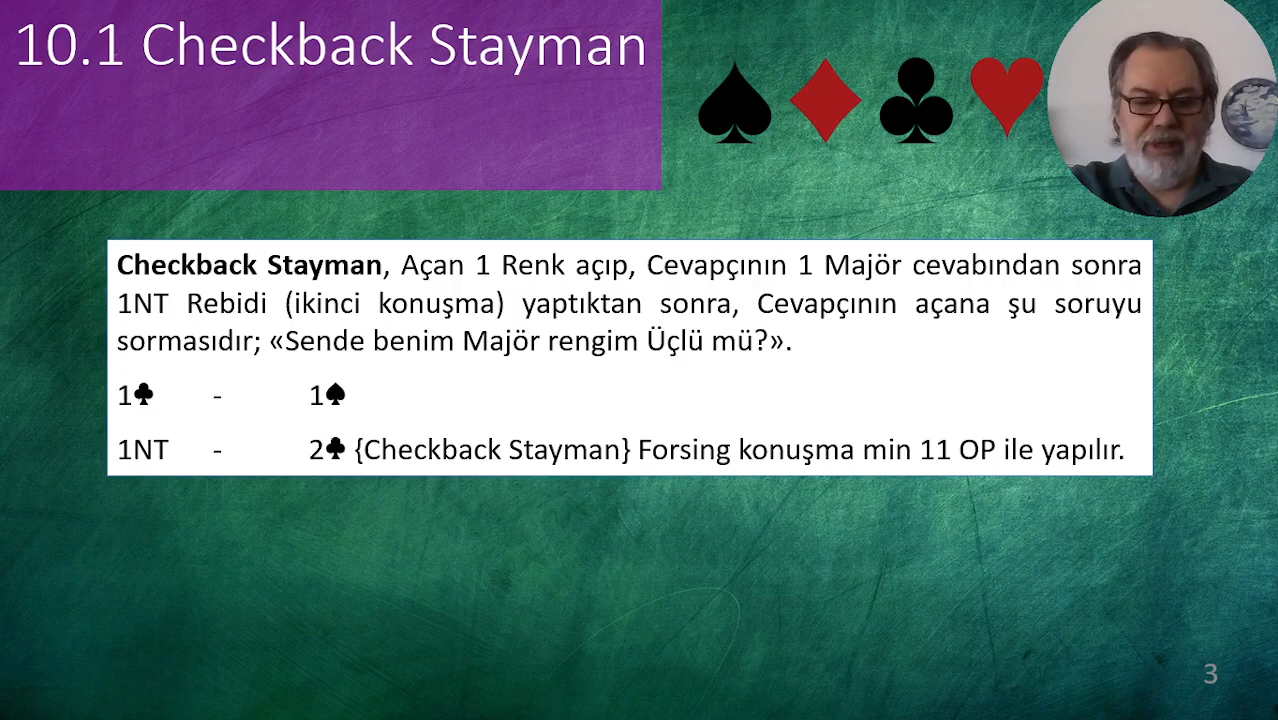 10.1 Checkback Stayman
Checkback Stayman, Açan 1 Renk açıp, Cevapçının 1 Majör cevabından sonra
1NT Rebidi (ikinci konuşma) yaptıktan sonra, Cevapçının açana şu soruyu
sormasıdır; «Sende benim Majör rengim Üçlü mü?».
1♣ - 1♠
1NT - 2♣ {Checkback Stayman} Forsing konuşma min 11 OP ile yapılır.
3